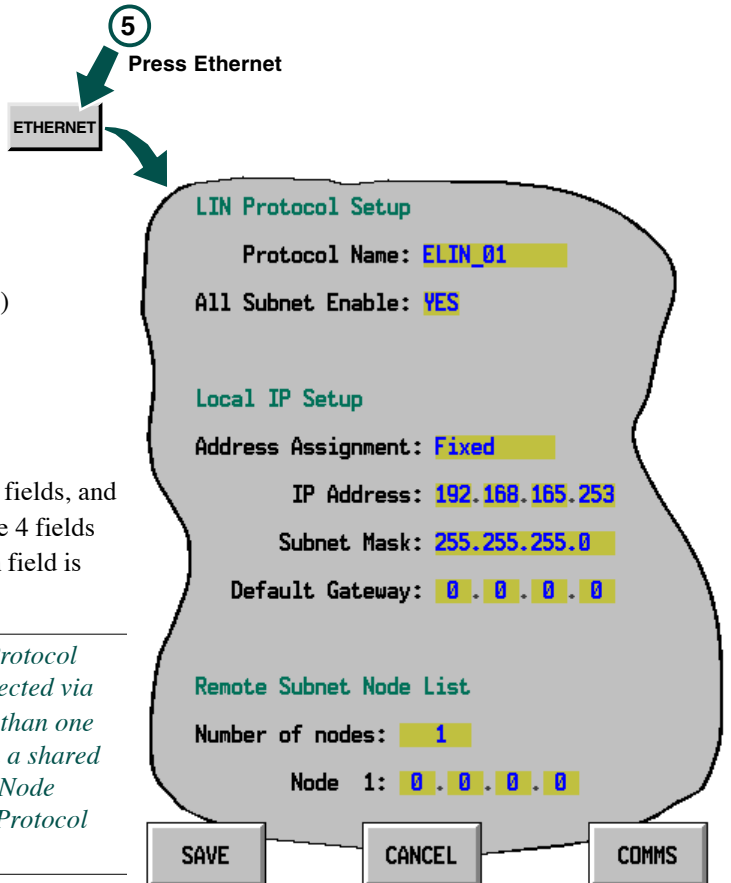 5
Press Ethernet
ETHERNET
LIN Protocol Setup
Protocol Name: ELIN_01
)
All Subnet Enable: YES
Local IP Setup
Address Assignment: Fixed
fields, and
IP Address: 192.168.165.253
e 4 fields
Subnet Mask: 255.255.255.0
field is
Default Gateway: 0 . 0 . 0 . 0
rotocol
ected via
than one
a shared
Node
Protocol
Remote Subnet Node List
Number of nodes: 1
Node 1: 0 . 0 . 0 . 0
SAVE
CANCEL
COMMS